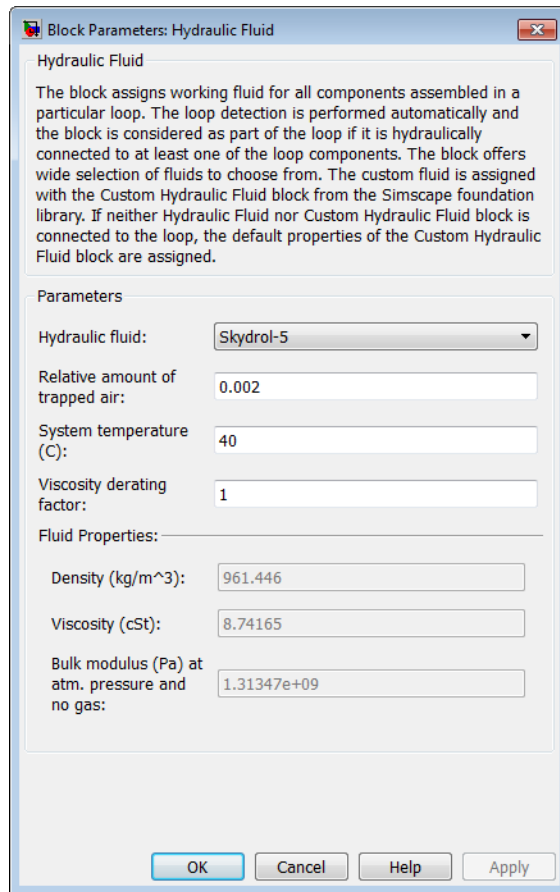 Block Parameters: Hydraulic Fluid
Hydraulic Fluid
The block assigns working fluid for all components assembled in a
particular loop. The loop detection is performed automatically and
the block is considered as part of the loop if it is hydraulically
connected to at least one of the loop components. The block offers
wide selection of fluids to choose from. The custom fluid is assigned
with the Custom Hydraulic Fluid block from the Simscape foundation
library. If neither Hydraulic Fluid nor Custom Hydraulic Fluid block is
connected to the loop, the default properties of the Custom Hydraulic
Fluid block are assigned.
Parameters
Hydraulic fluid: Skydrol-5
Relative amount of
trapped air: 0.002
System temperature
(C): 40
Viscosity derating
factor: 1
Fluid Properties:
Density (kg/m^3): 961.446
Viscosity (cSt): 8.74165
Bulk modulus (Pa) at
atm. pressure and
no gas: 1.31347e+09
OK Cancel Help Apply